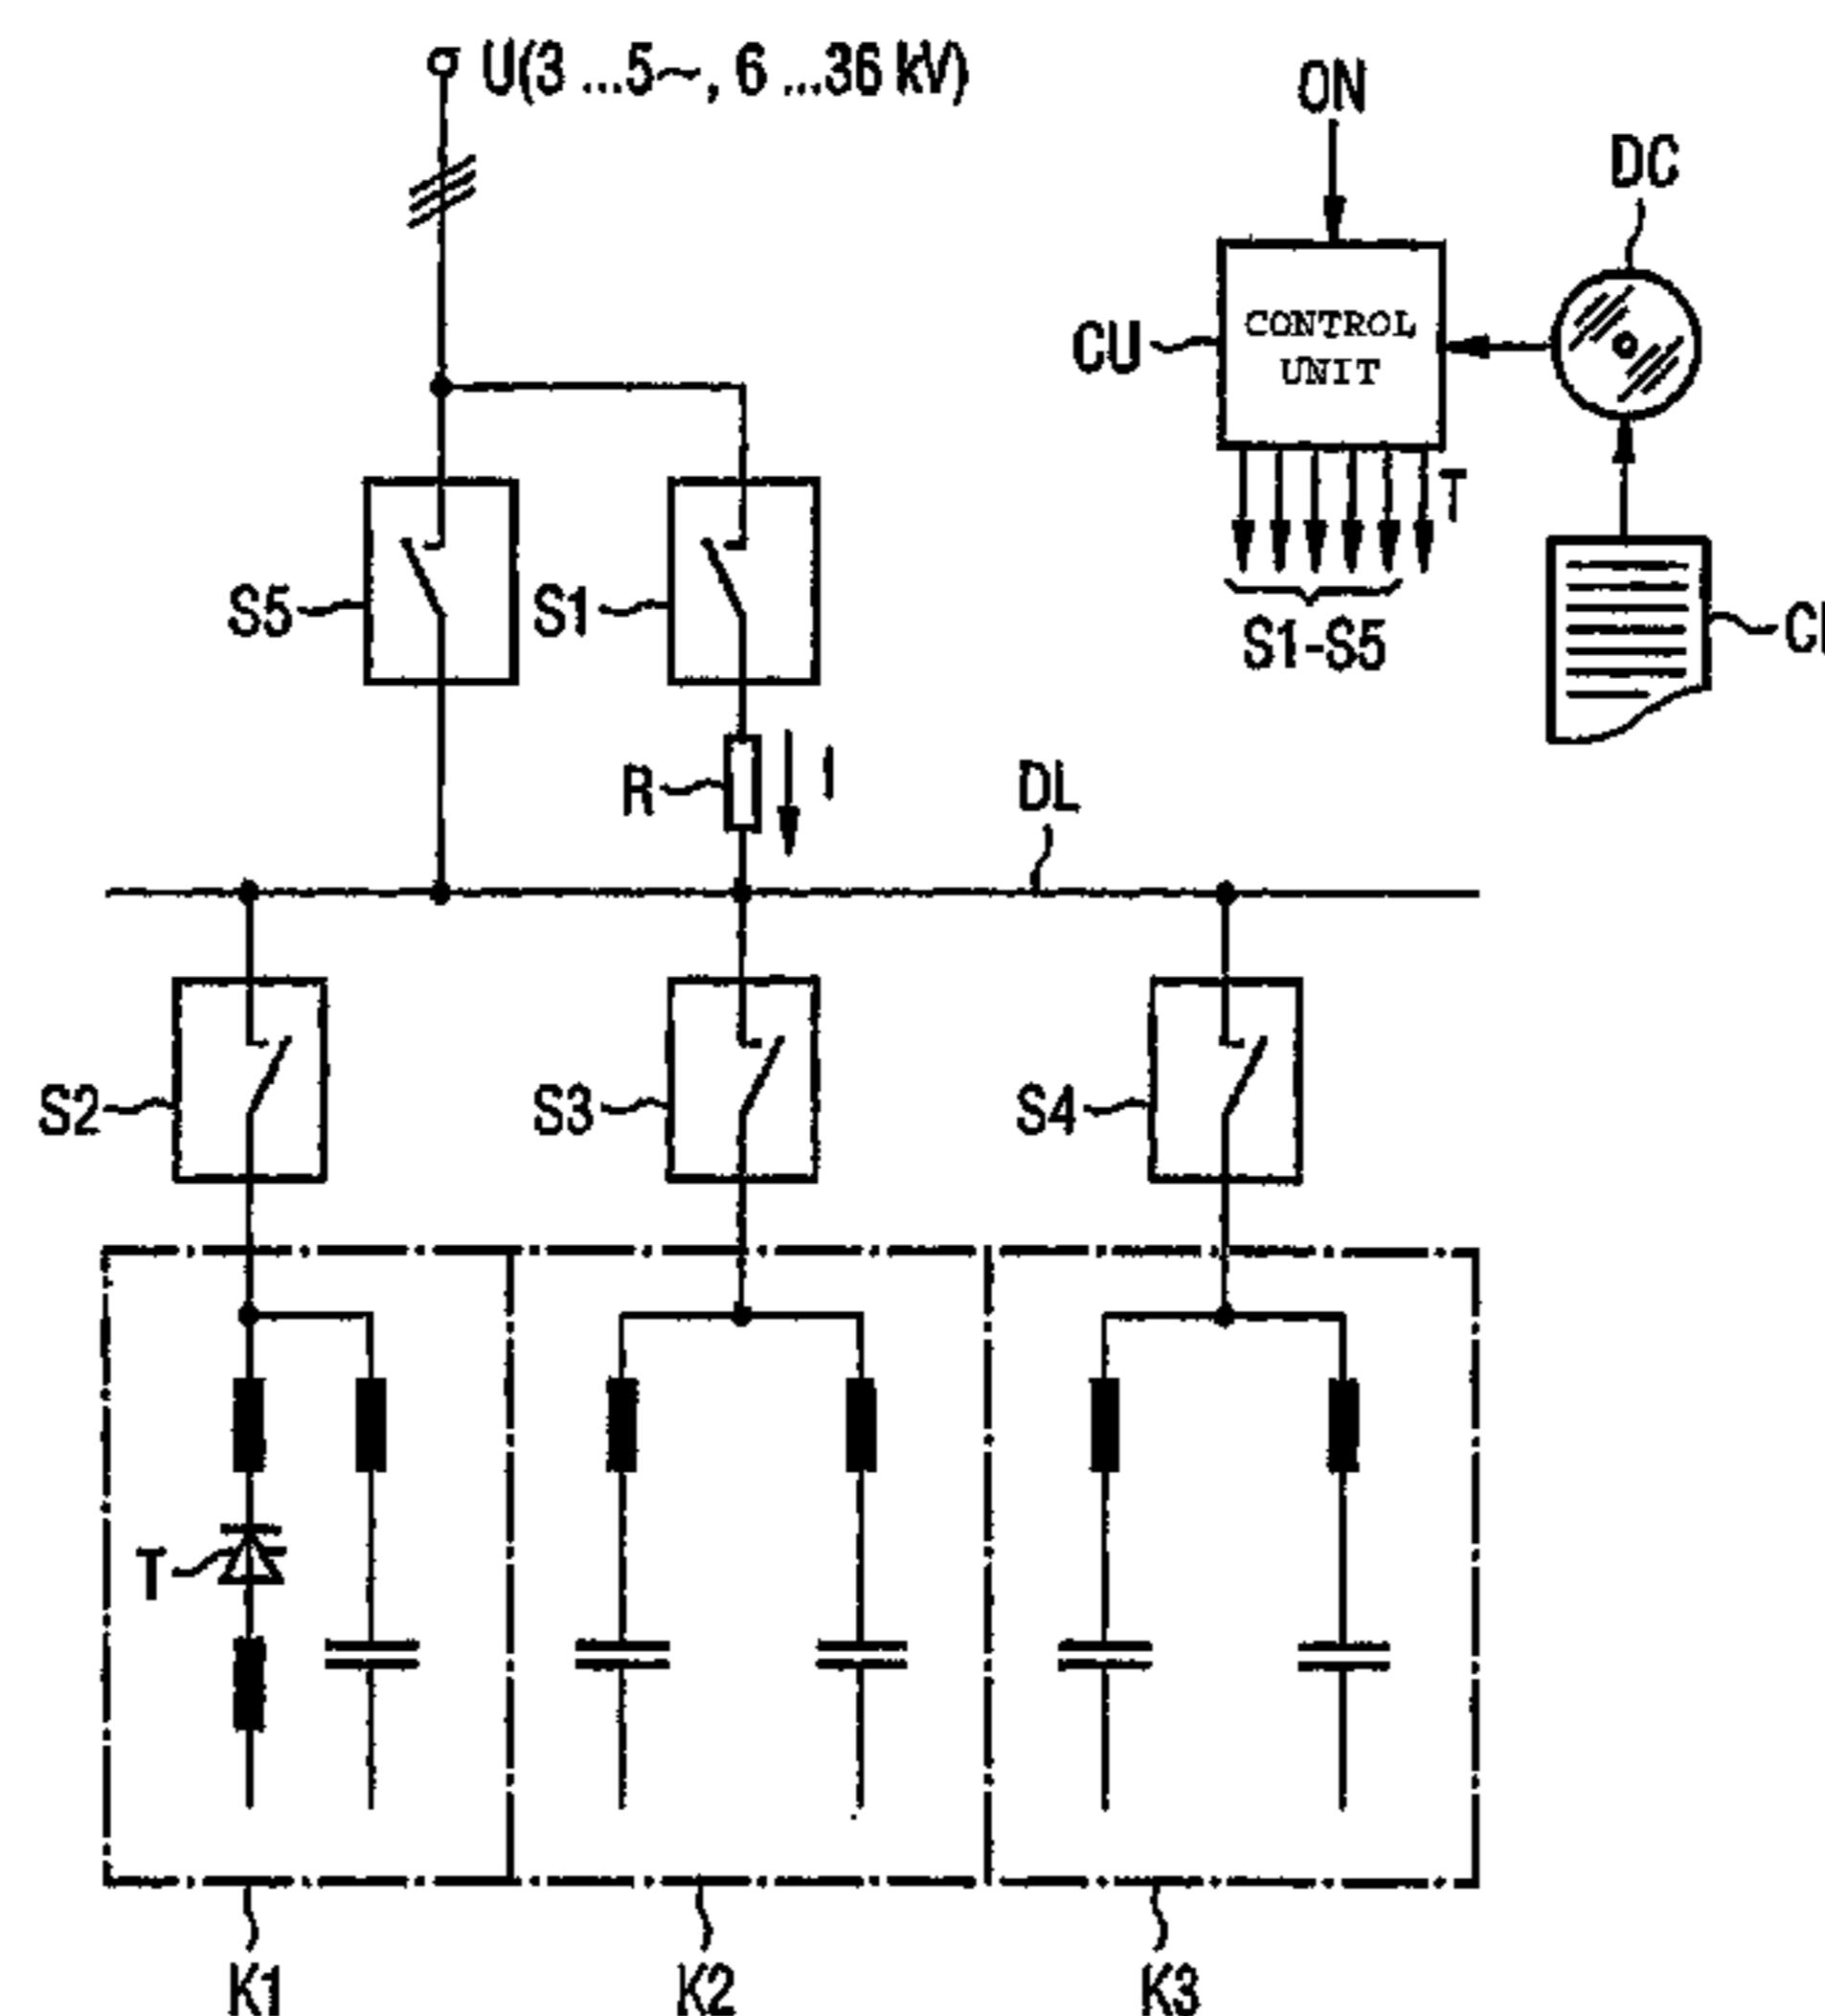 U(3 ...5~, 6 ...36 kV)
ON
DC
CU
CONTROL
UNIT
T
S5
S1
S1-S5
R
I
DL
S2
S3
S4
T
K1
K2
K3